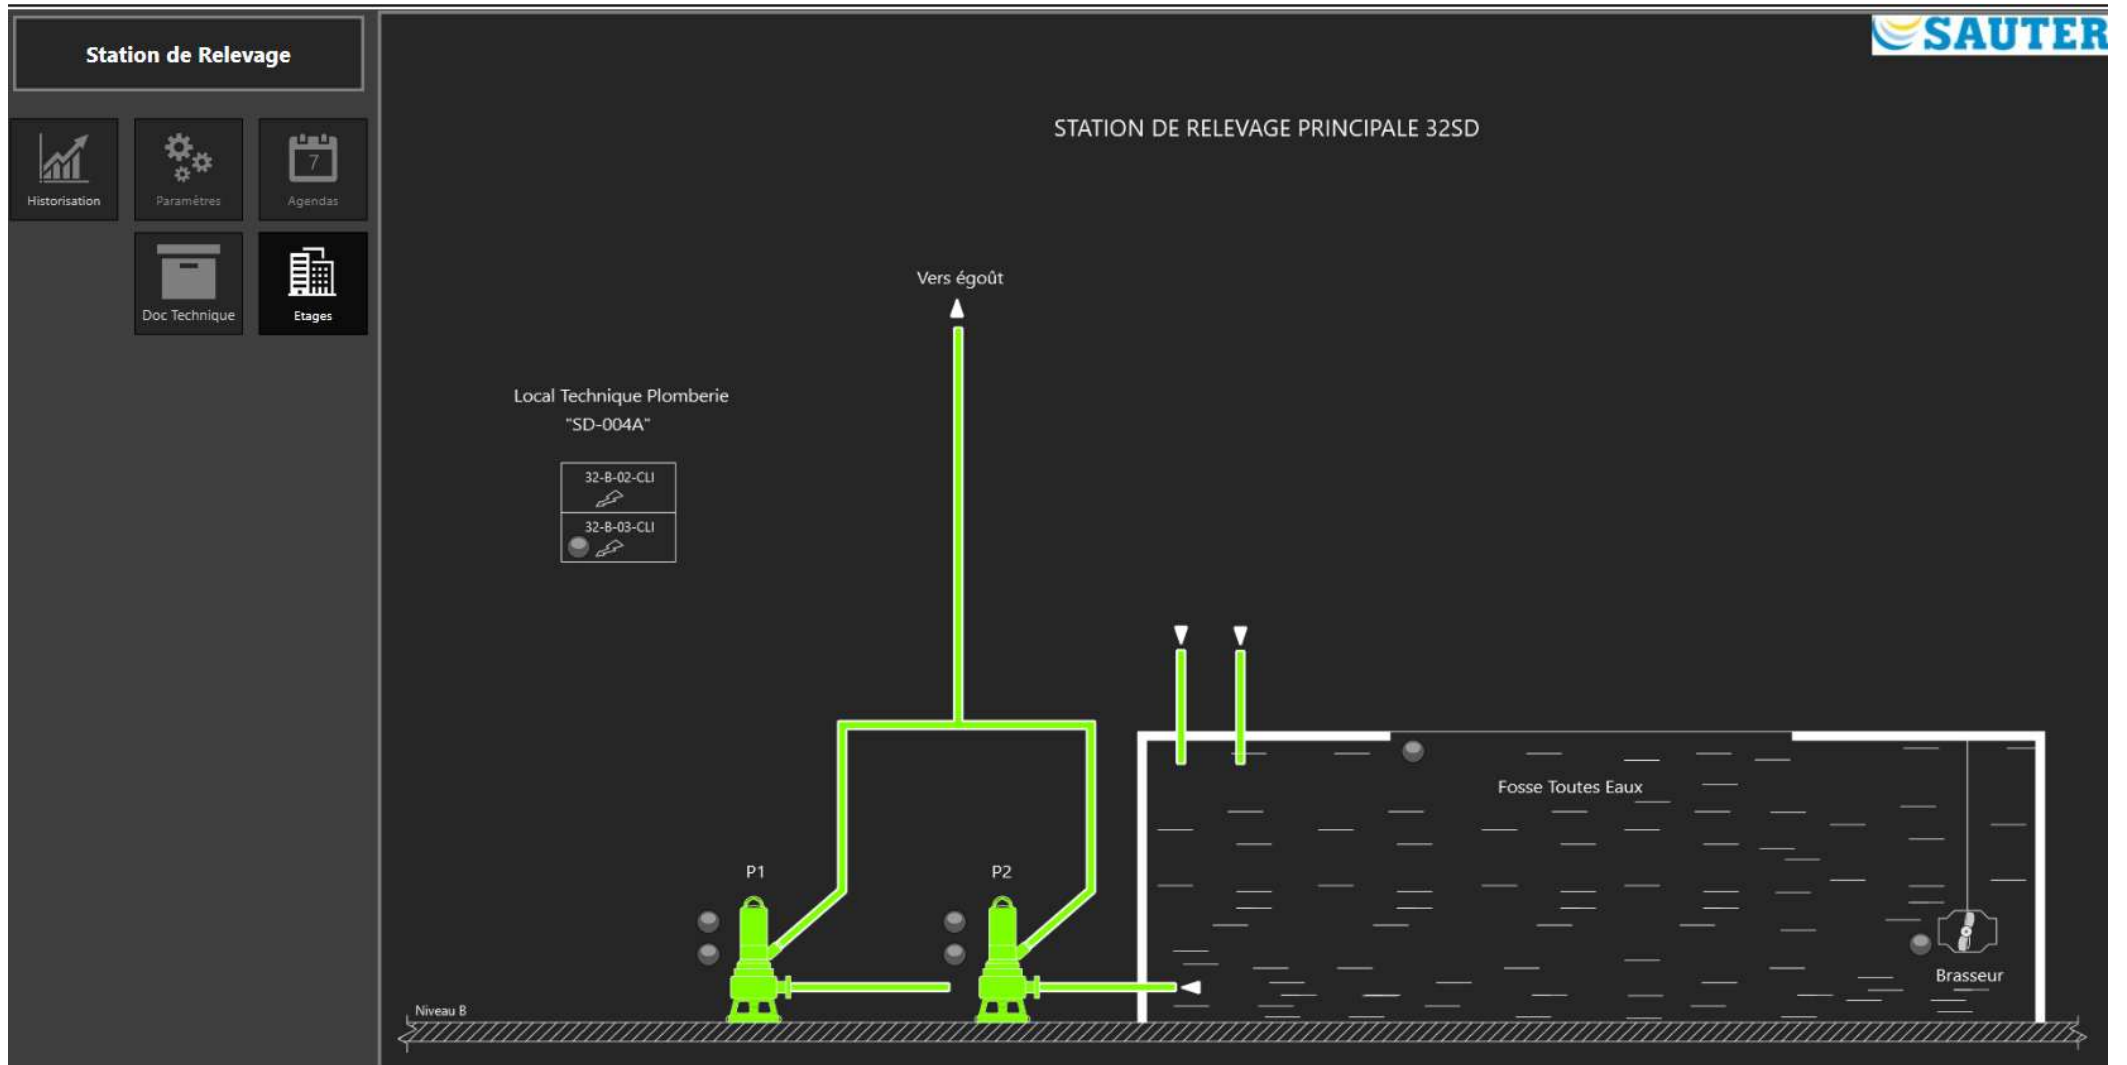 SAUTER
Station de Relevage
STATION DE RELEVAGE PRINCIPALE 32SD
7
Historisation
Paramètres
Agendas
Doc Technique
Etages
Vers égoût
Local Technique Plomberie
"SD-004A"
32-B-02-CLI
32-B-03-CLI
Fosse Toutes Eaux
P1
P2
Brasseur
Niveau B